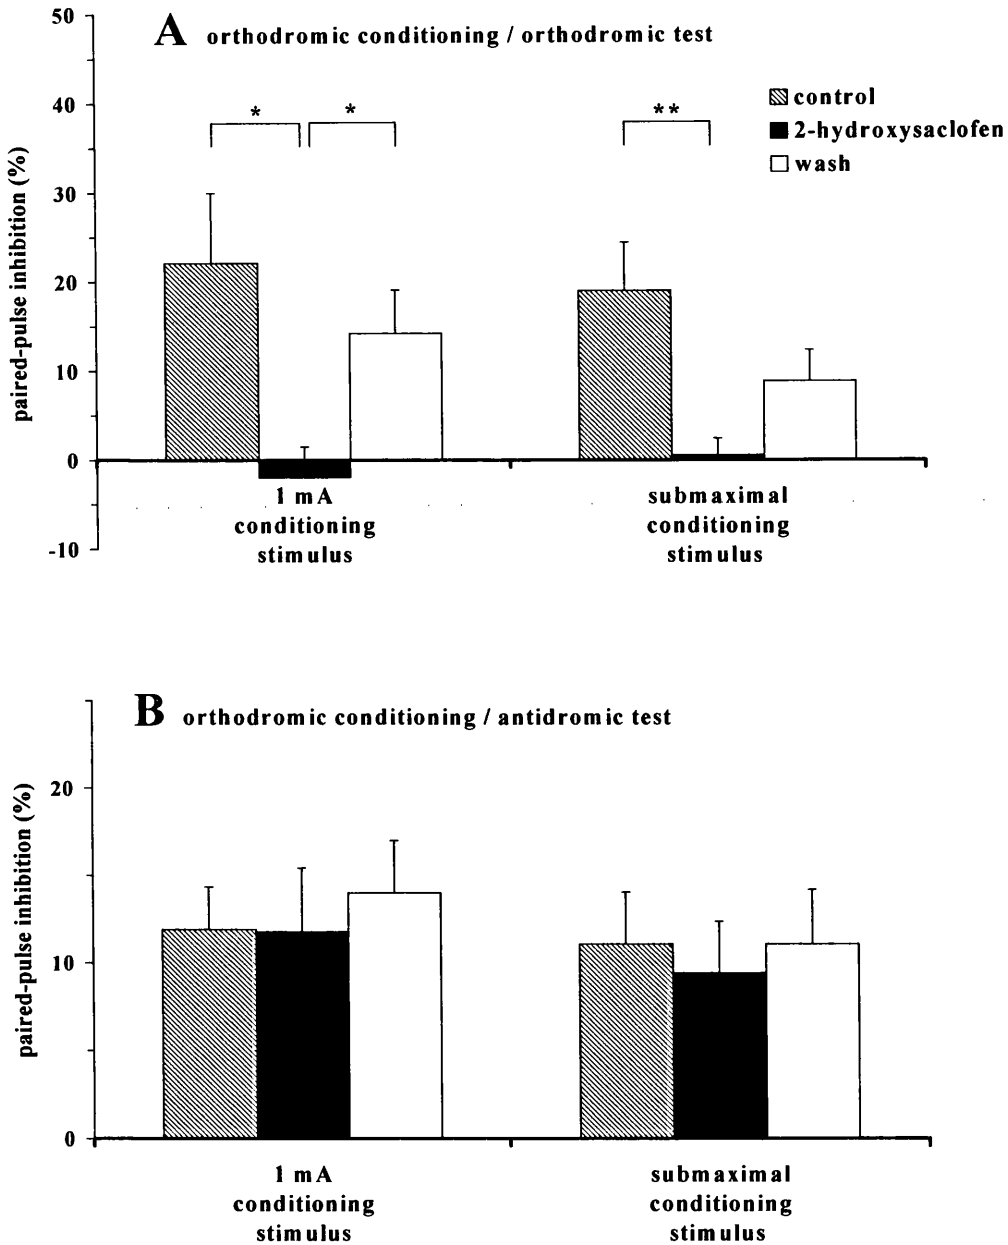 A orthodromic conditioning / orthodromic test
50
40
30
20
10
0
-10
paired-pulse inhibition (%)
* * **
control
2-hydroxysaclofen
wash
1 mA
conditioning
stimulus
submaximal
conditioning
stimulus
B orthodromic conditioning / antidromic test
20
10
0
paired-pulse inhibition (%)
1 mA
conditioning
stimulus
submaximal
conditioning
stimulus